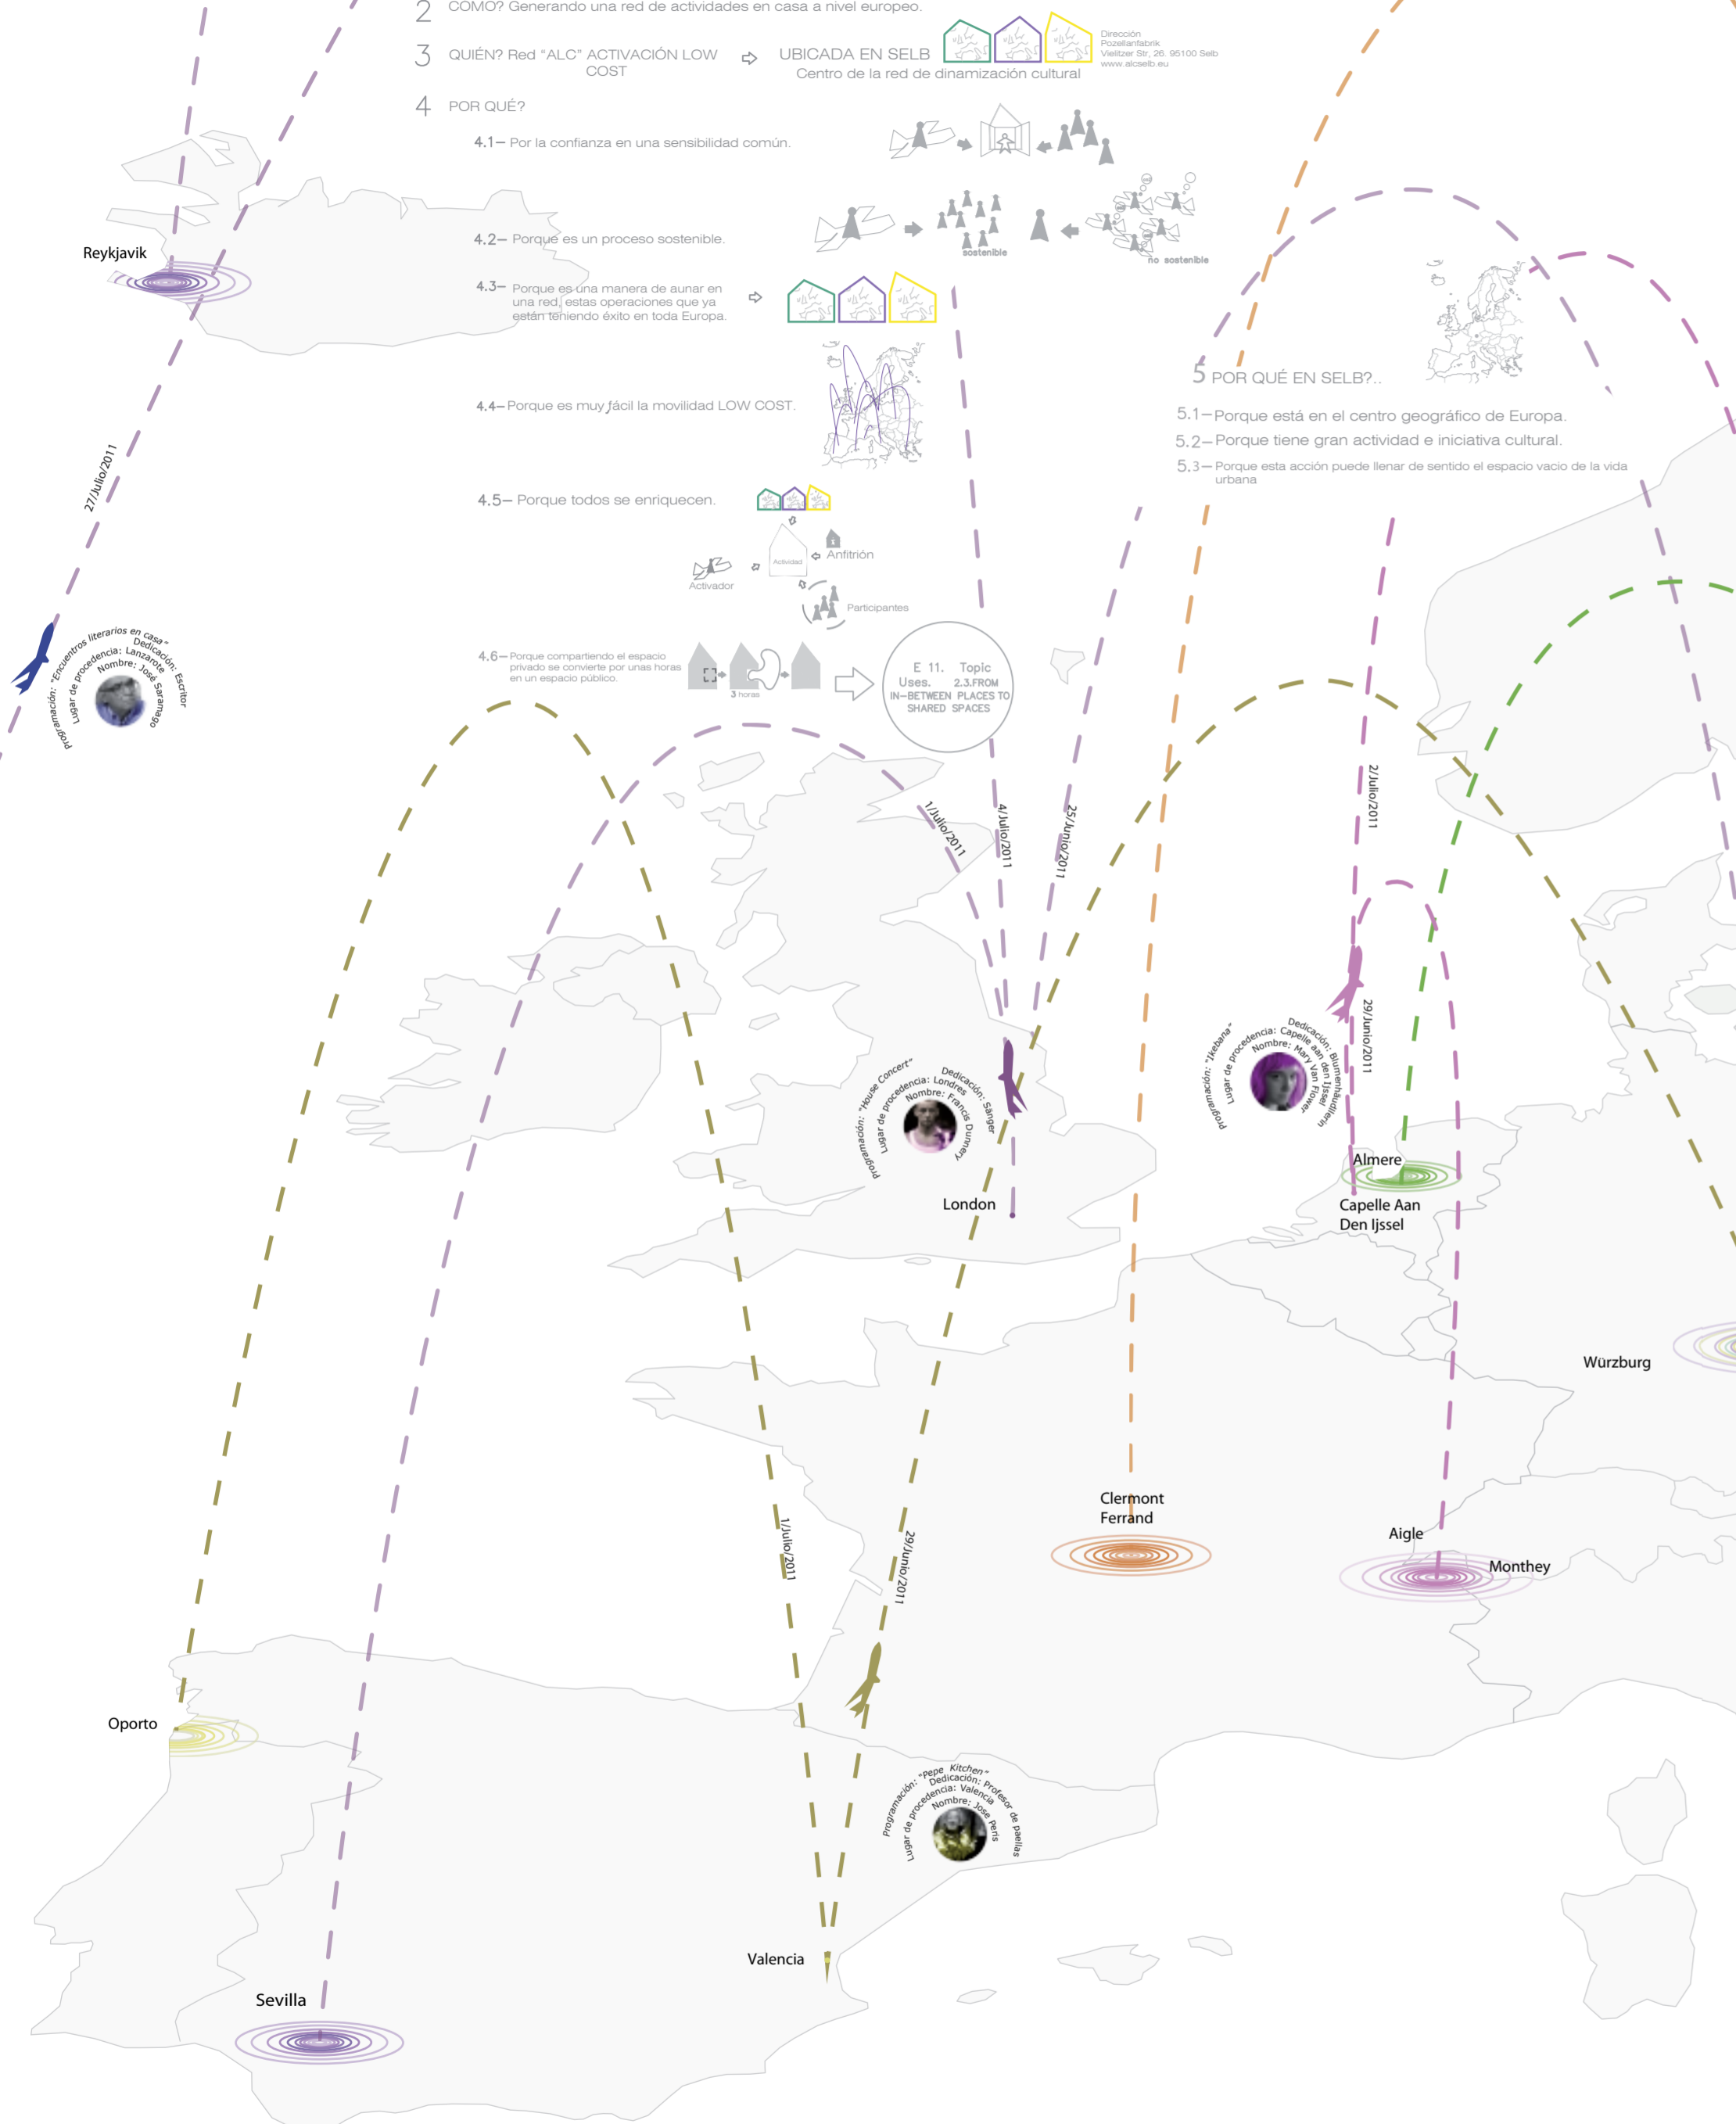 2 COMO? Generando una red de actividades en casa a nivel europeo.
3 QUIÉN? Red "ALC" ACTIVACIÓN LOW
COST
UBICADA EN SELB
Centro de la red de dinamización cultural
Dirección
Pozellanfabrik
Vielitzer Str, 26. 95100 Selb
www.alcselb.eu
4 POR QUÉ?
4.1— Por la confianza en una sensibilidad común.
4.2— Porque es un proceso sostenible.
sostenible
no sostenible
4.3— Porque es una manera de aunar en
una red, estas operaciones que ya
están teniendo éxito en toda Europa.
4.4— Porque es muy fácil la movilidad LOW COST.
4.5— Porque todos se enriquecen.
Actividad
Anfitrión
Activador
Participantes
4.6— Porque compartiendo el espacio
privado se convierte por unas horas
en un espacio público.
3 horas
E 11. Topic
Uses. 2.3.FROM
IN—BETWEEN PLACES TO
SHARED SPACES
5 POR QUÉ EN SELB?..
5.1— Porque está en el centro geográfico de Europa.
5.2— Porque tiene gran actividad e iniciativa cultural.
5.3— Porque esta acción puede llenar de sentido el espacio vacio de la vida
urbana
Reykjavik
27/Julio/2011
Programación: "Encuentros literarios en casa"
Dedicación: Escritor
Lugar de procedencia: Lanzarote
Nombre: José Saramago
1/Julio/2011
4/Julio/2011
25/Junio/2011
2/Julio/2011
29/Junio/2011
Programación: "House Concert"
Dedicación: Sänger
Lugar de procedencia: Londres
Nombre: Francis Dunnery
London
Programación: "Ikebana"
Dedicación: Blumenhäudlerin
Lugar de procedencia: Capelle aan den Ijssel
Nombre: Mary Van Flower
Almere
Capelle Aan
Den Ijssel
Würzburg
Clermont
Ferrand
Aigle
Monthey
1/Julio/2011
29/Junio/2011
Oporto
Programación: "Pepe Kitchen"
Dedicación: Profesor de paellas
Lugar de procedencia: Valencia
Nombre: Jose Peris
Valencia
Sevilla